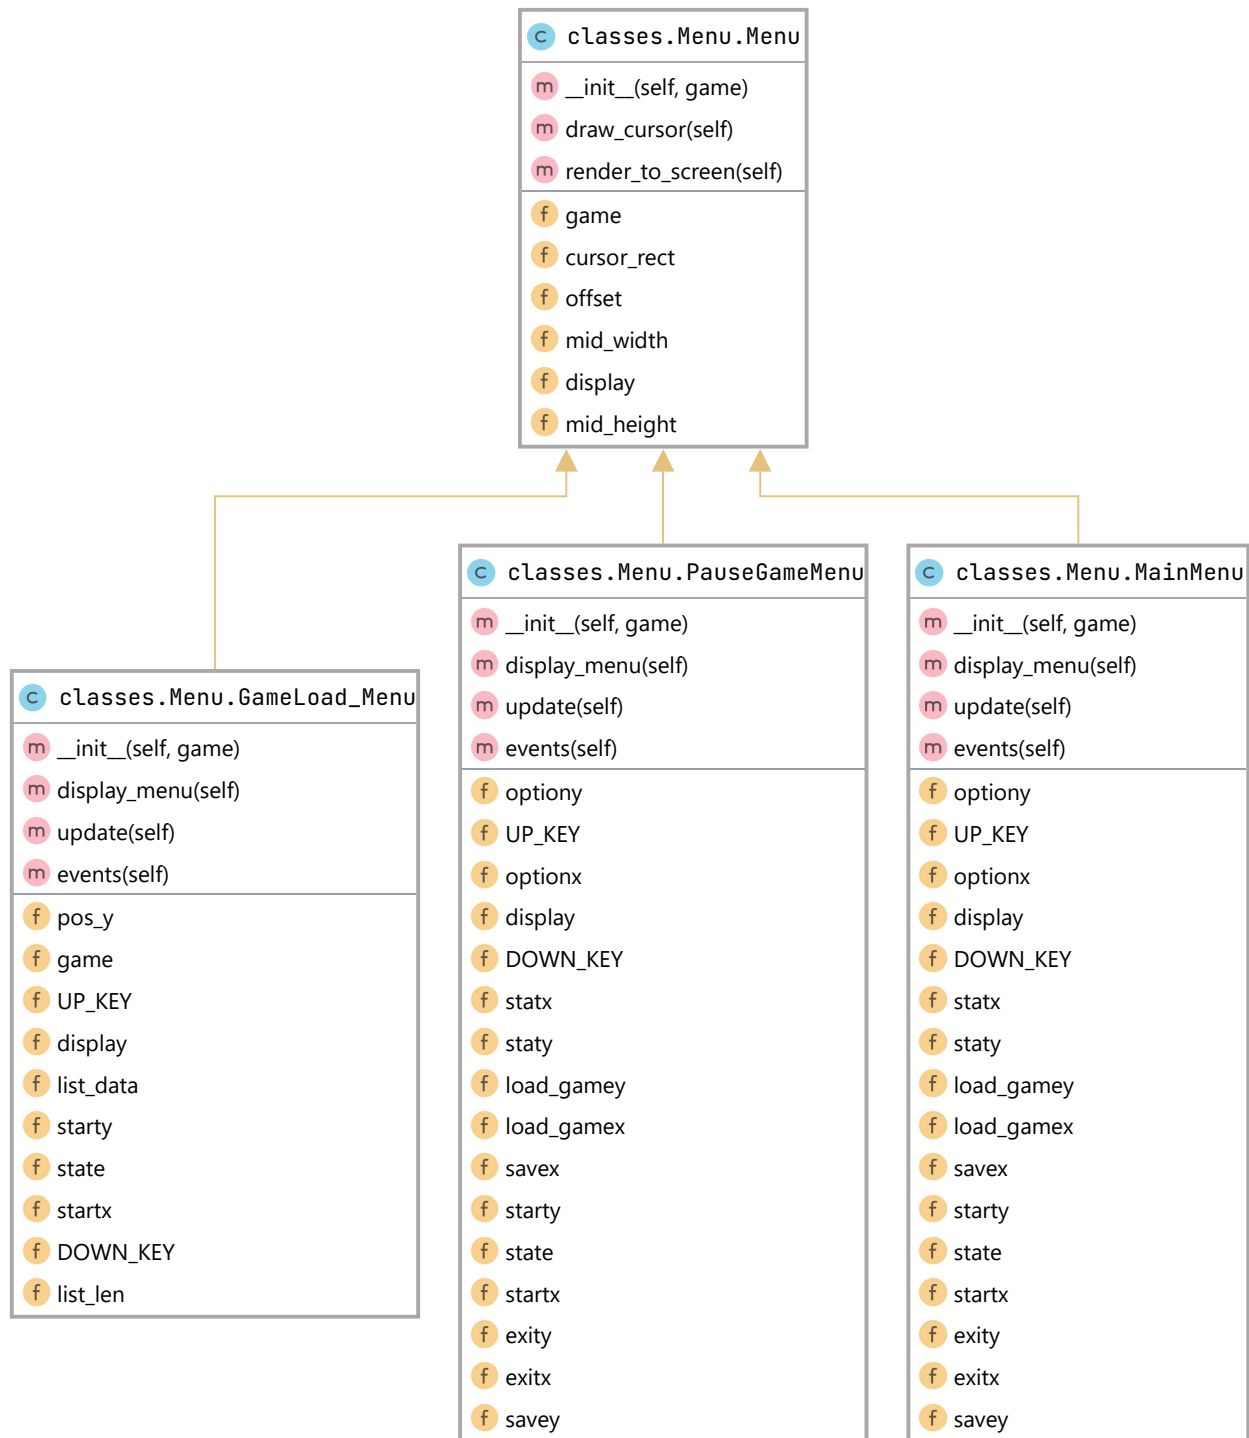 c classes.Menu.Menu
m __init__(self, game)
m draw_cursor(self)
m render_to_screen(self)
f game
f cursor_rect
f offset
f mid_width
f display
f mid_height
c classes.Menu.GameLoad_Menu
m __init__(self, game)
m display_menu(self)
m update(self)
m events(self)
f pos_y
f game
f UP_KEY
f display
f list_data
f starty
f state
f startx
f DOWN_KEY
f list_len
c classes.Menu.PauseGameMenu
m __init__(self, game)
m display_menu(self)
m update(self)
m events(self)
f optiony
f UP_KEY
f optionx
f display
f DOWN_KEY
f statx
f staty
f load_gamey
f load_gamex
f savex
f starty
f state
f startx
f exity
f exitx
f savey
c classes.Menu.MainMenu
m __init__(self, game)
m display_menu(self)
m update(self)
m events(self)
f optiony
f UP_KEY
f optionx
f display
f DOWN_KEY
f statx
f staty
f load_gamey
f load_gamex
f savex
f starty
f state
f startx
f exity
f exitx
f savey